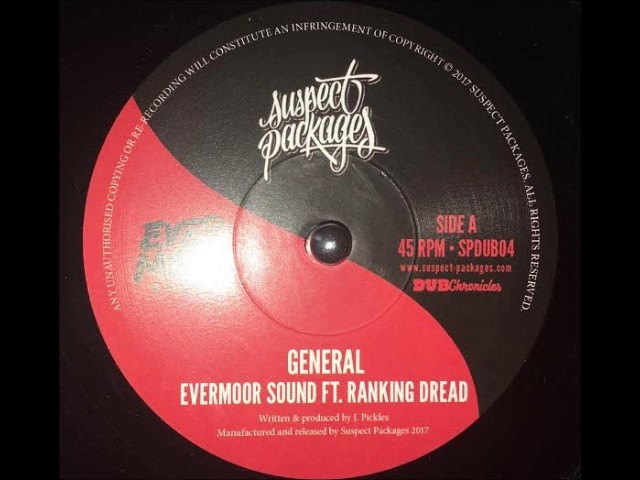 ANY UNAUTHORISED COPYING OR RE-RECORDING WILL CONSTITUTE AN INFRINGEMENT OF COPYRIGHT © 2017 SUSPECT PACKAGES. ALL RIGHTS RESERVED.
suspect
packages
SIDE A
45 RPM • SPDUB04
www.suspect-packages.com
DUBChronicles
GENERAL
EVERMOOR SOUND FT. RANKING DREAD
Written & produced by J. Pickles
Manufactured and released by Suspect Packages 2017